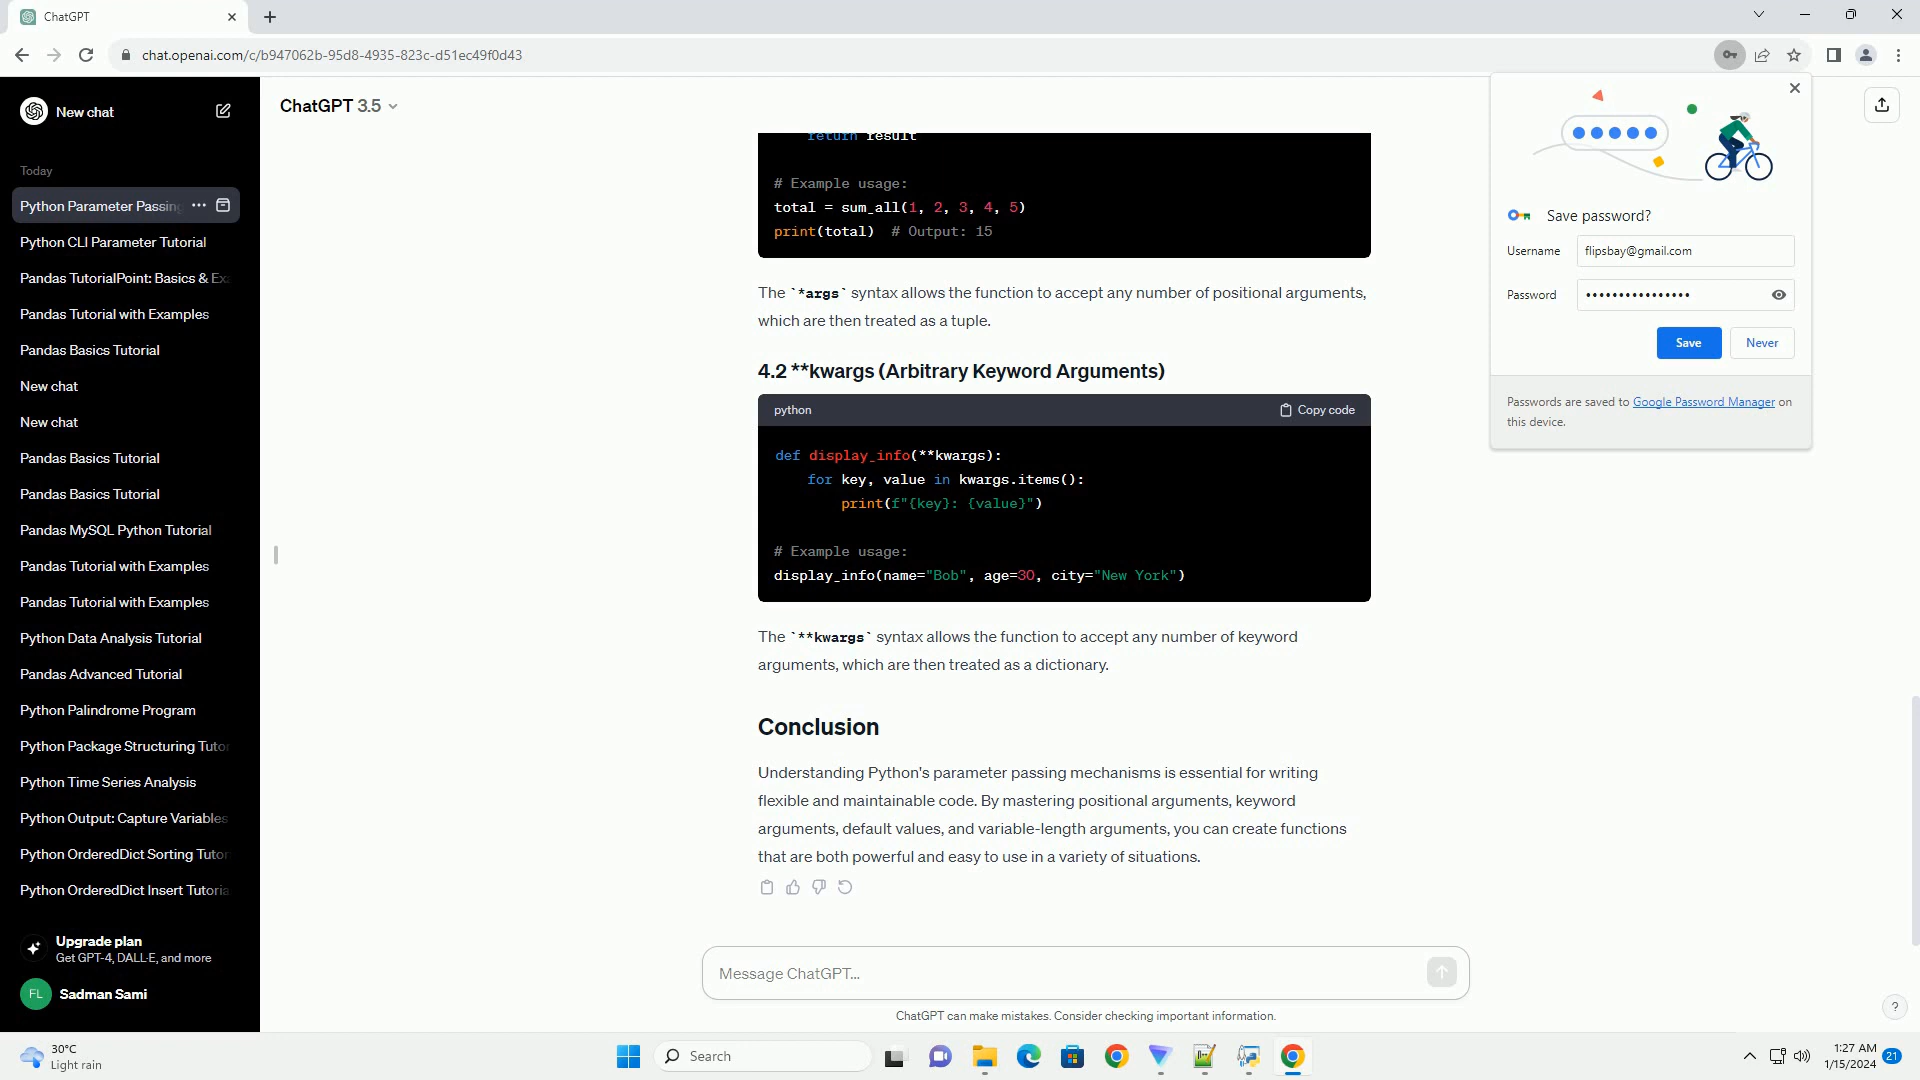 ChatGPT
chat.openai.com/c/b947062b-95d8-4935-823c-d51ec49f0d43
New chat
Today
Python Parameter Passing
Python CLI Parameter Tutorial
Pandas TutorialPoint: Basics & Exa
Pandas Tutorial with Examples
Pandas Basics Tutorial
New chat
New chat
Pandas Basics Tutorial
Pandas Basics Tutorial
Pandas MySQL Python Tutorial
Pandas Tutorial with Examples
Pandas Tutorial with Examples
Python Data Analysis Tutorial
Pandas Advanced Tutorial
Python Palindrome Program
Python Package Structuring Tutor
Python Time Series Analysis
Python Output: Capture Variables
Python OrderedDict Sorting Tutor
Python OrderedDict Insert Tutoria
Upgrade plan
Get GPT-4, DALL·E, and more
FL
Sadman Sami
ChatGPT 3.5
return result
# Example usage:
total = sum_all(1, 2, 3, 4, 5)
print(total)  # Output: 15
The `*args` syntax allows the function to accept any number of positional arguments,
which are then treated as a tuple.
4.2 **kwargs (Arbitrary Keyword Arguments)
python
Copy code
def display_info(**kwargs):
for key, value in kwargs.items():
print(f"{key}: {value}")
# Example usage:
display_info(name="Bob", age=30, city="New York")
The `**kwargs` syntax allows the function to accept any number of keyword
arguments, which are then treated as a dictionary.
Conclusion
Understanding Python's parameter passing mechanisms is essential for writing
flexible and maintainable code. By mastering positional arguments, keyword
arguments, default values, and variable-length arguments, you can create functions
that are both powerful and easy to use in a variety of situations.
Message ChatGPT...
ChatGPT can make mistakes. Consider checking important information.
?
Save password?
Username
flipsbay@gmail.com
Password
••••••••••••••••
Save
Never
Passwords are saved to Google Password Manager on
this device.
30°C
Light rain
Search
1:27 AM
1/15/2024
21